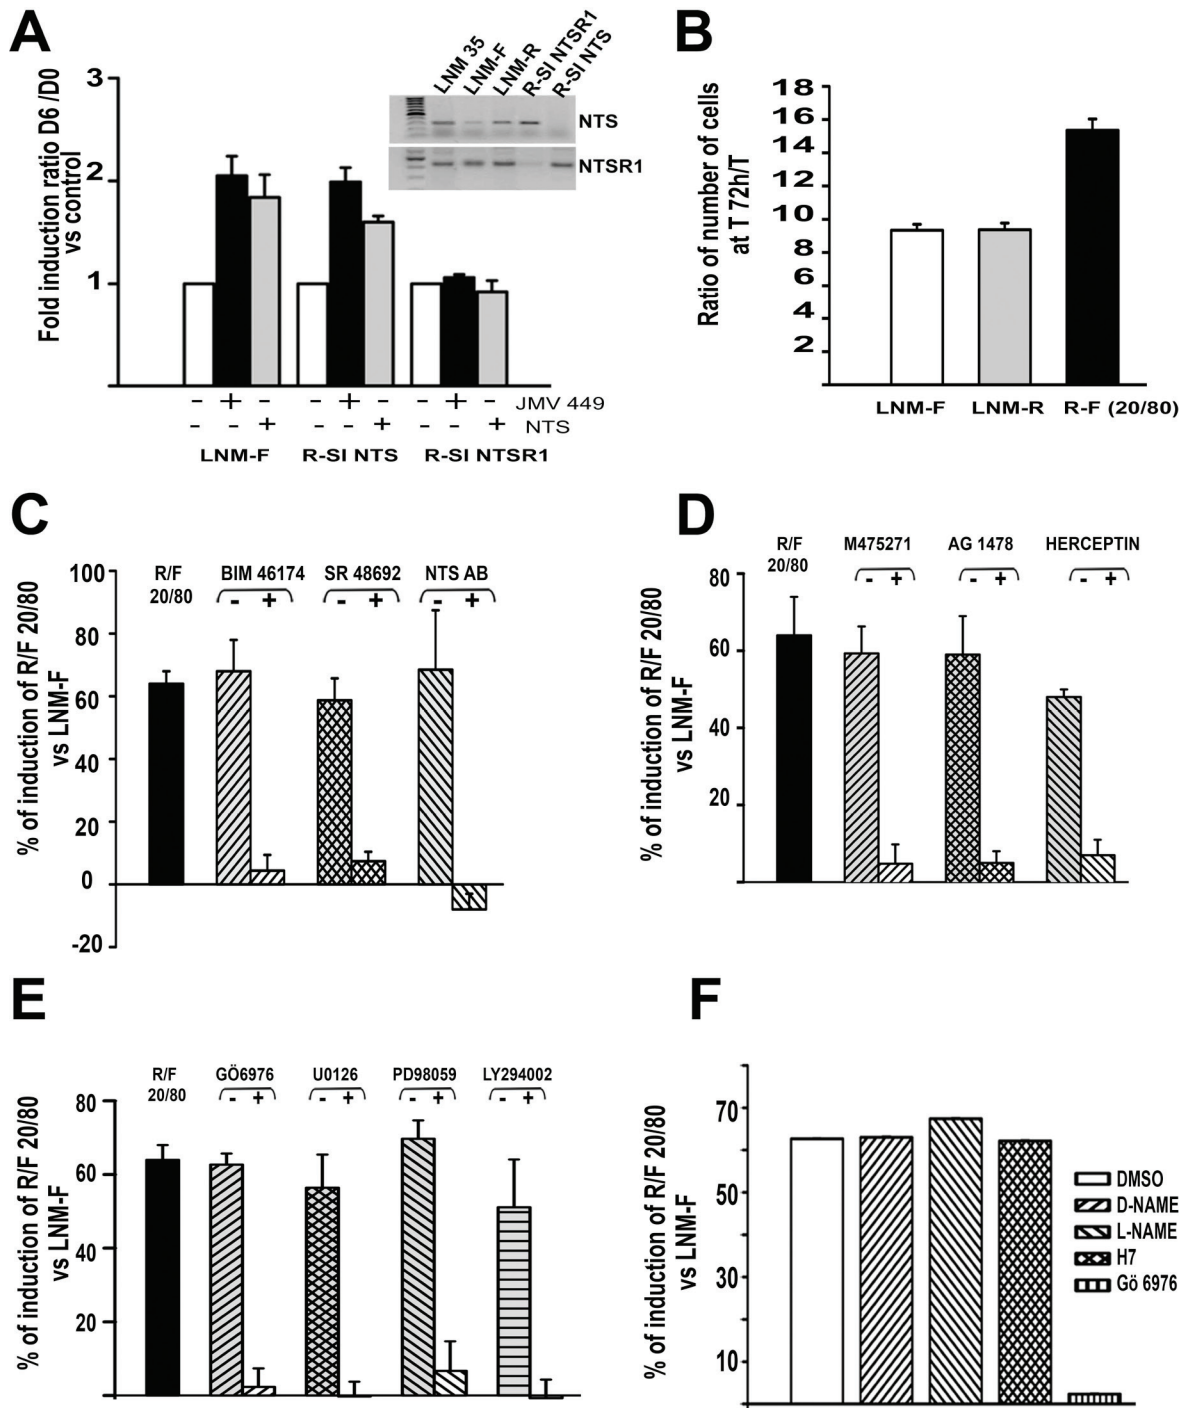 A
Fold induction ratio D6 /D0
vs control
3
2
1
LNM 35
LNM-F
LNM-R
R-SI NTSR1
R-SI NTS
NTS
NTSR1
- + - - + - - + - JMV 449
- - + - - + - - + NTS
LNM-F R-SI NTS R-SI NTSR1
B
Ratio of number of cells
at T 72h/T
18
16
14
12
10
8
6
4
2
LNM-F LNM-R R-F (20/80)
C
% of induction of R/F 20/80
vs LNM-F
100
80
60
40
20
0
-20
R/F BIM 46174 SR 48692 NTS AB
20/80 - + - + - +
D
% of induction of R/F 20/80
vs LNM-F
80
60
40
20
R/F M475271 AG 1478 HERCEPTIN
20/80 - + - + - +
E
% of induction of R/F 20/80
vs LNM-F
80
60
40
20
R/F GÖ6976 U0126 PD98059 LY294002
20/80 - + - + - + - +
F
% of induction of R/F 20/80
vs LNM-F
70
50
30
10
DMSO
D-NAME
L-NAME
H7
Gö 6976